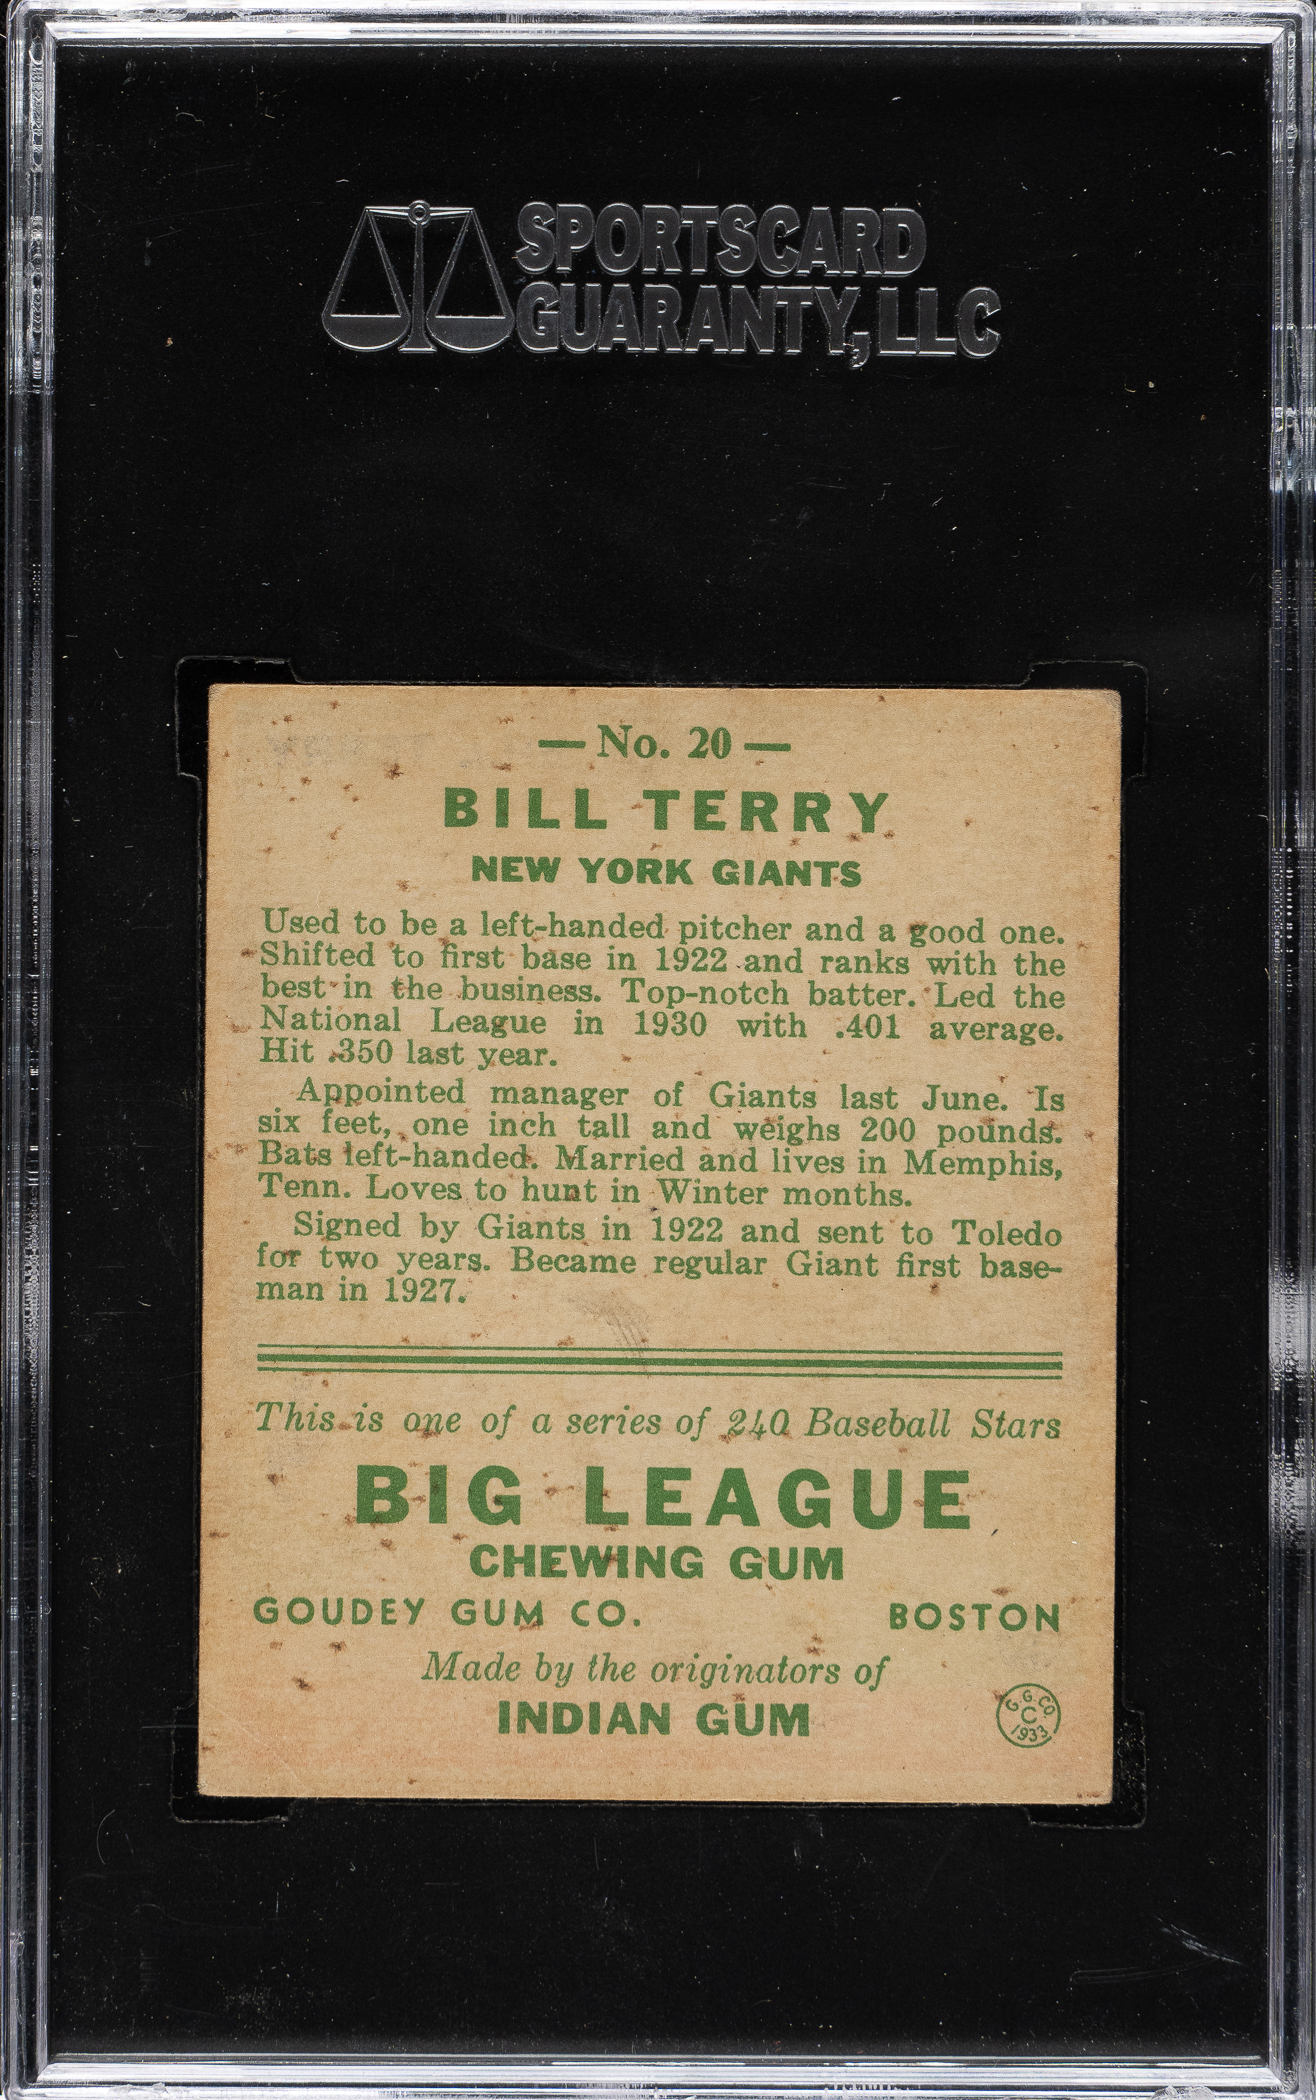 SPORTSCARD
GUARANTY, LLC
— No. 20 —
BILL TERRY
NEW YORK GIANTS
Used to be a left-handed pitcher and a good one.
Shifted to first base in 1922 and ranks with the
best in the business. Top-notch batter. Led the
National League in 1930 with .401 average.
Hit .350 last year.
Appointed manager of Giants last June. Is
six feet, one inch tall and weighs 200 pounds.
Bats left-handed. Married and lives in Memphis,
Tenn. Loves to hunt in Winter months.
Signed by Giants in 1922 and sent to Toledo
for two years. Became regular Giant first base-
man in 1927.
This is one of a series of 240 Baseball Stars
BIG LEAGUE
CHEWING GUM
GOUDEY GUM CO. BOSTON
Made by the originators of
INDIAN GUM
G. G. CO.
C
1933